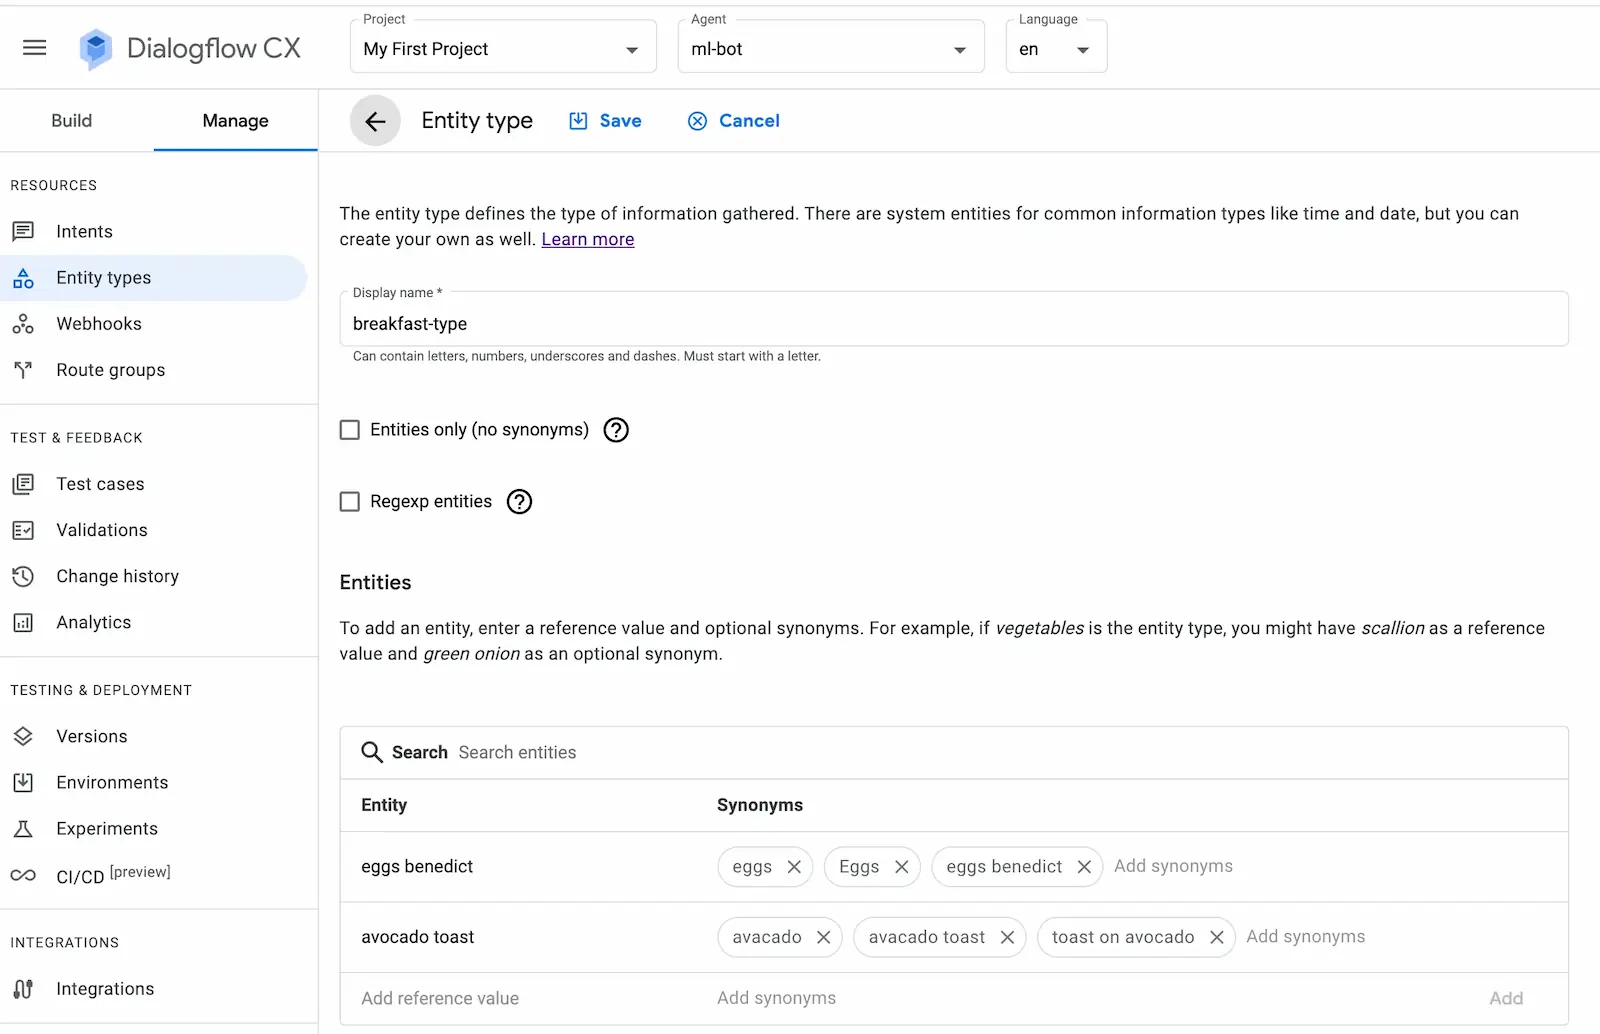 Project
Agent
Language
Dialogflow CX
My First Project
ml-bot
en
Build
Manage
Entity type
Save
Cancel
RESOURCES
Intents
Entity types
Webhooks
Route groups
TEST & FEEDBACK
Test cases
Validations
Change history
Analytics
TESTING & DEPLOYMENT
Versions
Environments
Experiments
CI/CD [preview]
INTEGRATIONS
Integrations
The entity type defines the type of information gathered. There are system entities for common information types like time and date, but you can
create your own as well. Learn more
Display name *
breakfast-type
Can contain letters, numbers, underscores and dashes. Must start with a letter.
Entities only (no synonyms)
Regexp entities
Entities
To add an entity, enter a reference value and optional synonyms. For example, if vegetables is the entity type, you might have scallion as a reference
value and green onion as an optional synonym.
Search Search entities
Entity Synonyms
eggs benedict eggs Eggs eggs benedict Add synonyms
avocado toast avacado avacado toast toast on avocado Add synonyms
Add reference value Add synonyms Add